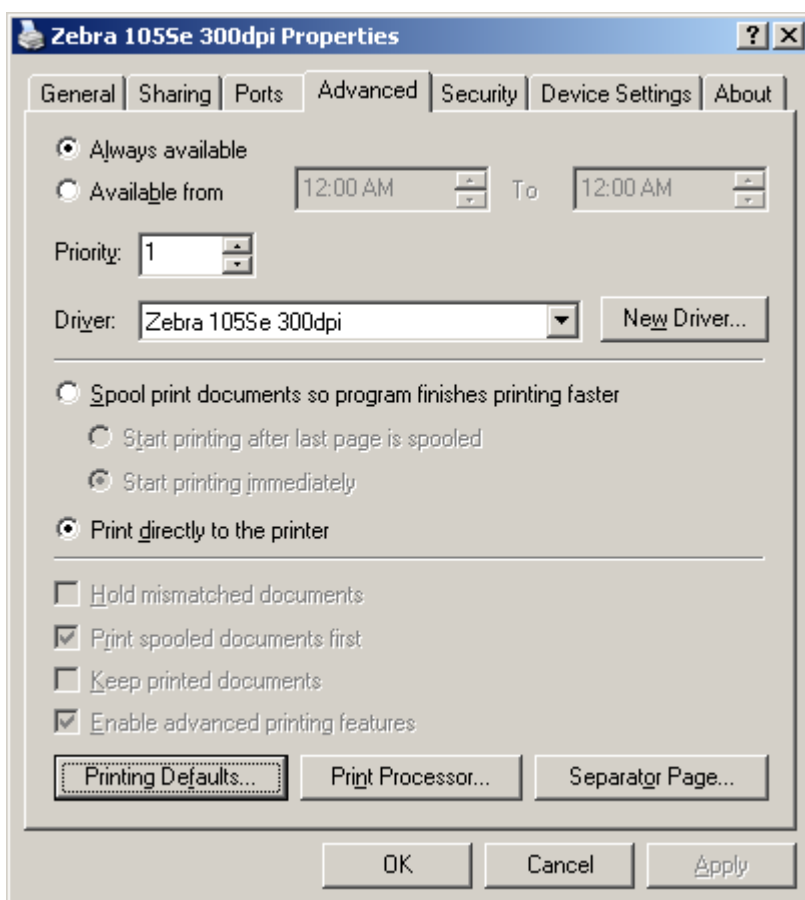 Zebra 105Se 300dpi Properties
General Sharing Ports Advanced Security Device Settings About
Always available
Available from 12:00 AM To 12:00 AM
Priority: 1
Driver: Zebra 105Se 300dpi New Driver...
Spool print documents so program finishes printing faster
Start printing after last page is spooled
Start printing immediately
Print directly to the printer
Hold mismatched documents
Print spooled documents first
Keep printed documents
Enable advanced printing features
Printing Defaults... Print Processor... Separator Page...
OK Cancel Apply